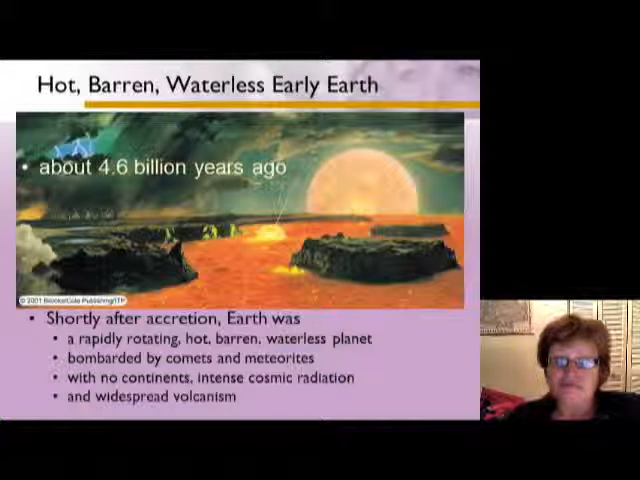 Hot, Barren, Waterless Early Earth
• about 4.6 billion years ago
© 2001 Brooks/Cole Publishing/ITP
• Shortly after accretion, Earth was
• a rapidly rotating, hot, barren, waterless planet
• bombarded by comets and meteorites
• with no continents, intense cosmic radiation
• and widespread volcanism